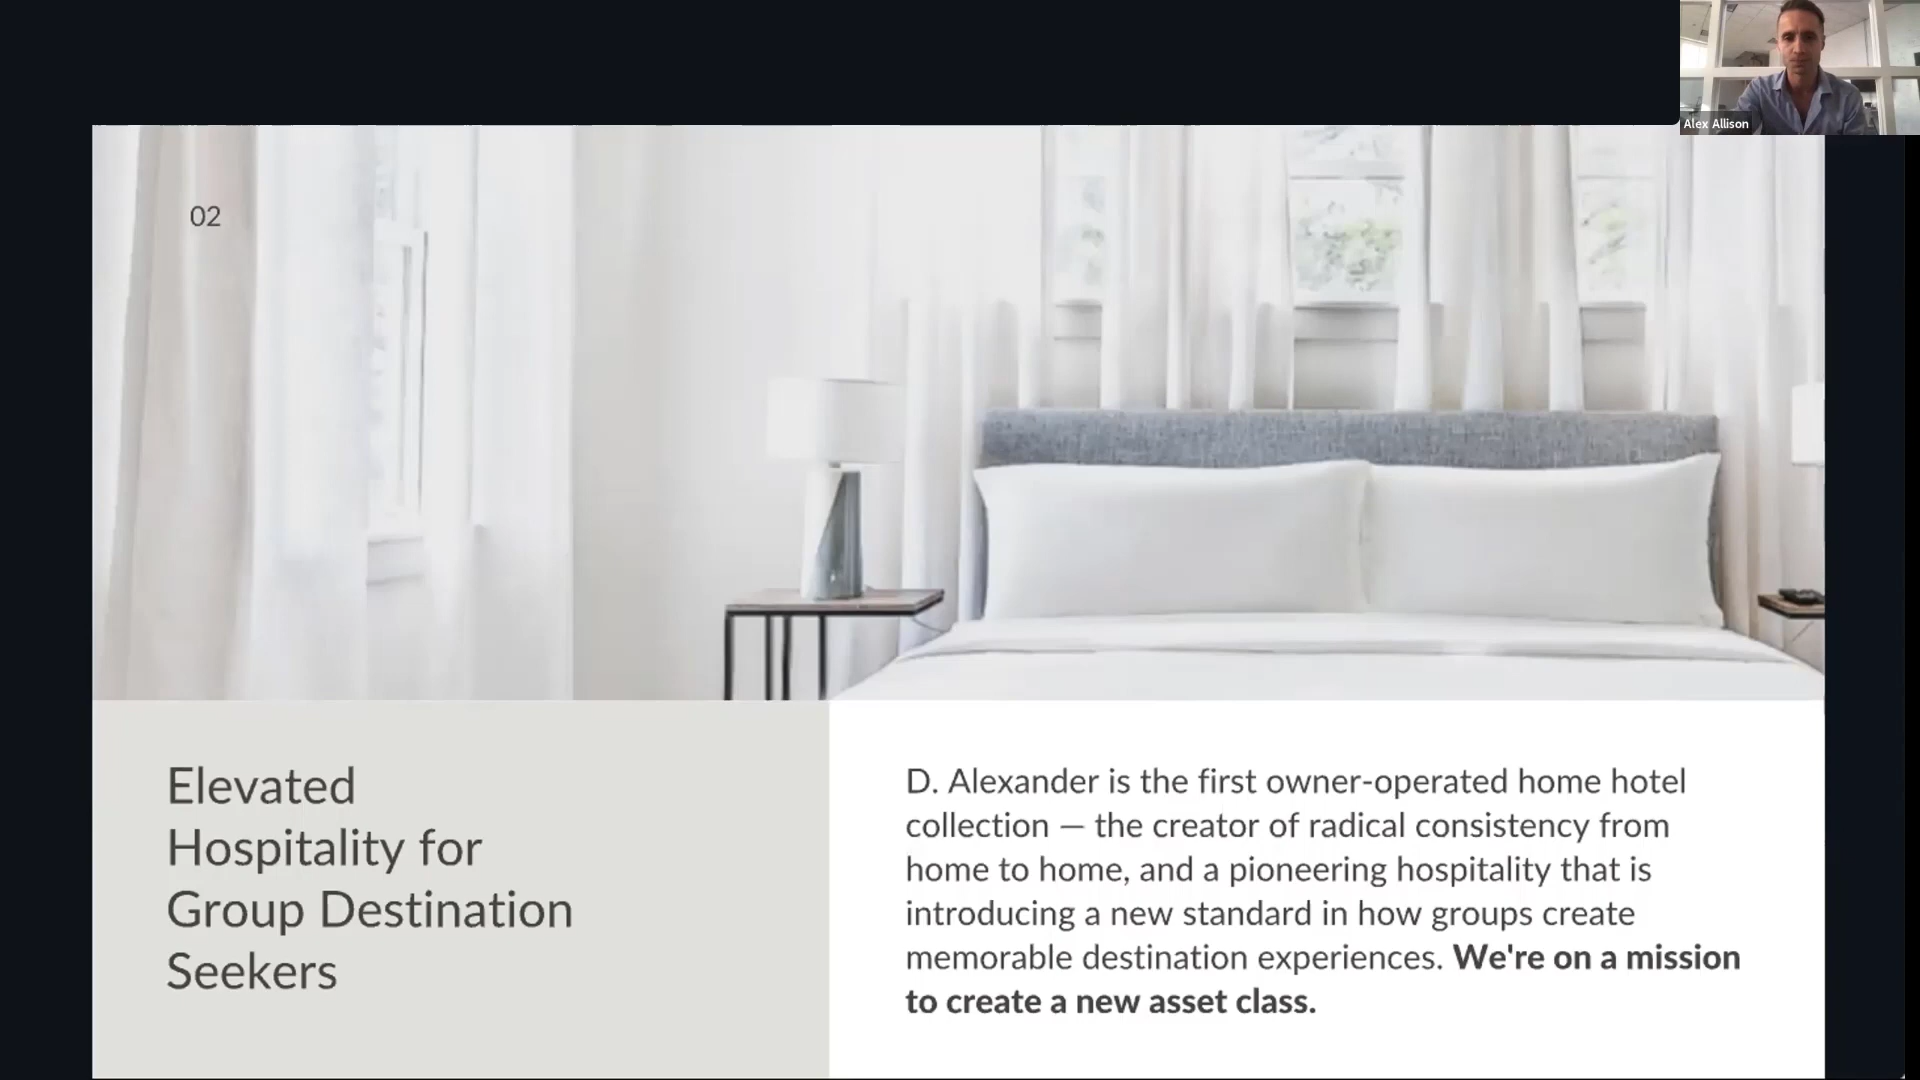 Alex Allison
02
Elevated
Hospitality for
Group Destination
Seekers
D. Alexander is the first owner-operated home hotel
collection — the creator of radical consistency from
home to home, and a pioneering hospitality that is
introducing a new standard in how groups create
memorable destination experiences. We're on a mission
to create a new asset class.